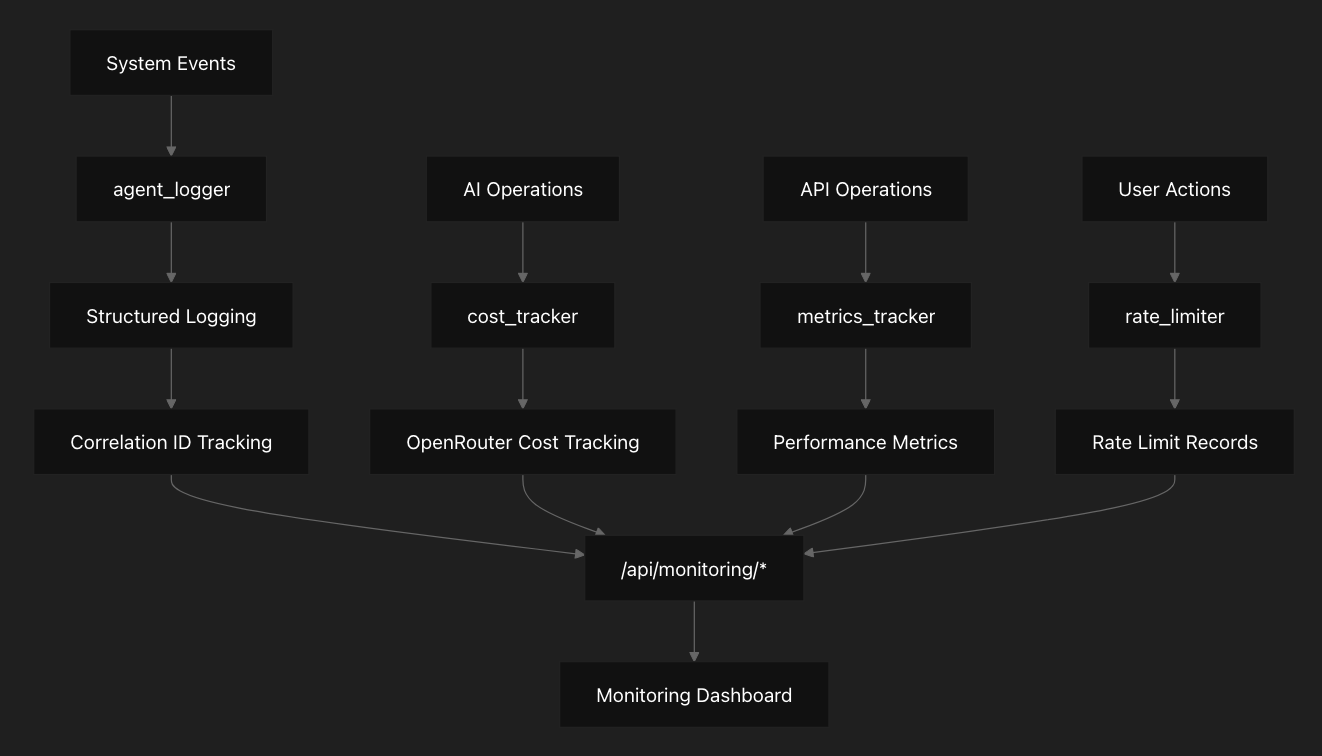 System Events
agent_logger
AI Operations
API Operations
User Actions
Structured Logging
cost_tracker
metrics_tracker
rate_limiter
Correlation ID Tracking
OpenRouter Cost Tracking
Performance Metrics
Rate Limit Records
/api/monitoring/*
Monitoring Dashboard